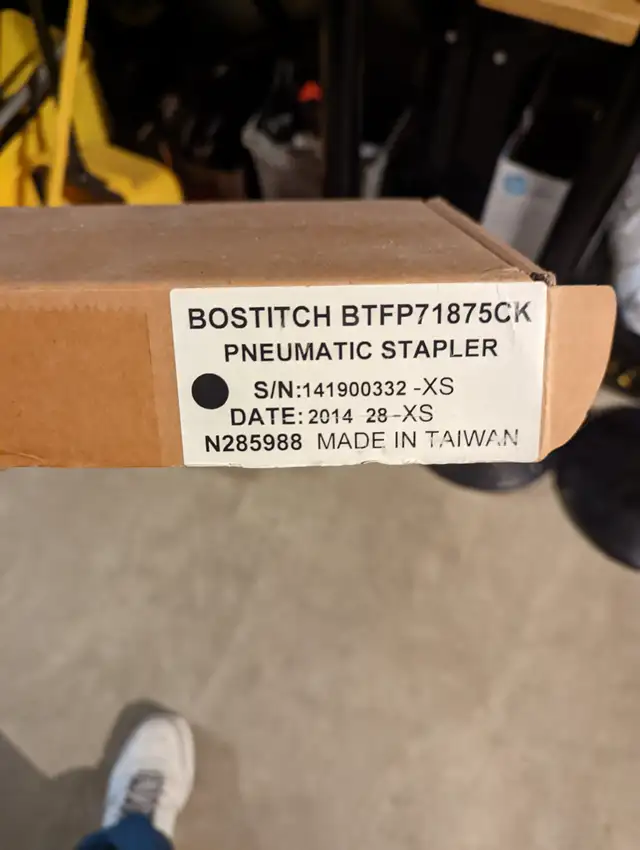 BOSTITCH BTFP71875CK
PNEUMATIC STAPLER
S/N:141900332 -XS
DATE: 2014 28-XS
N285988 MADE IN TAIWAN